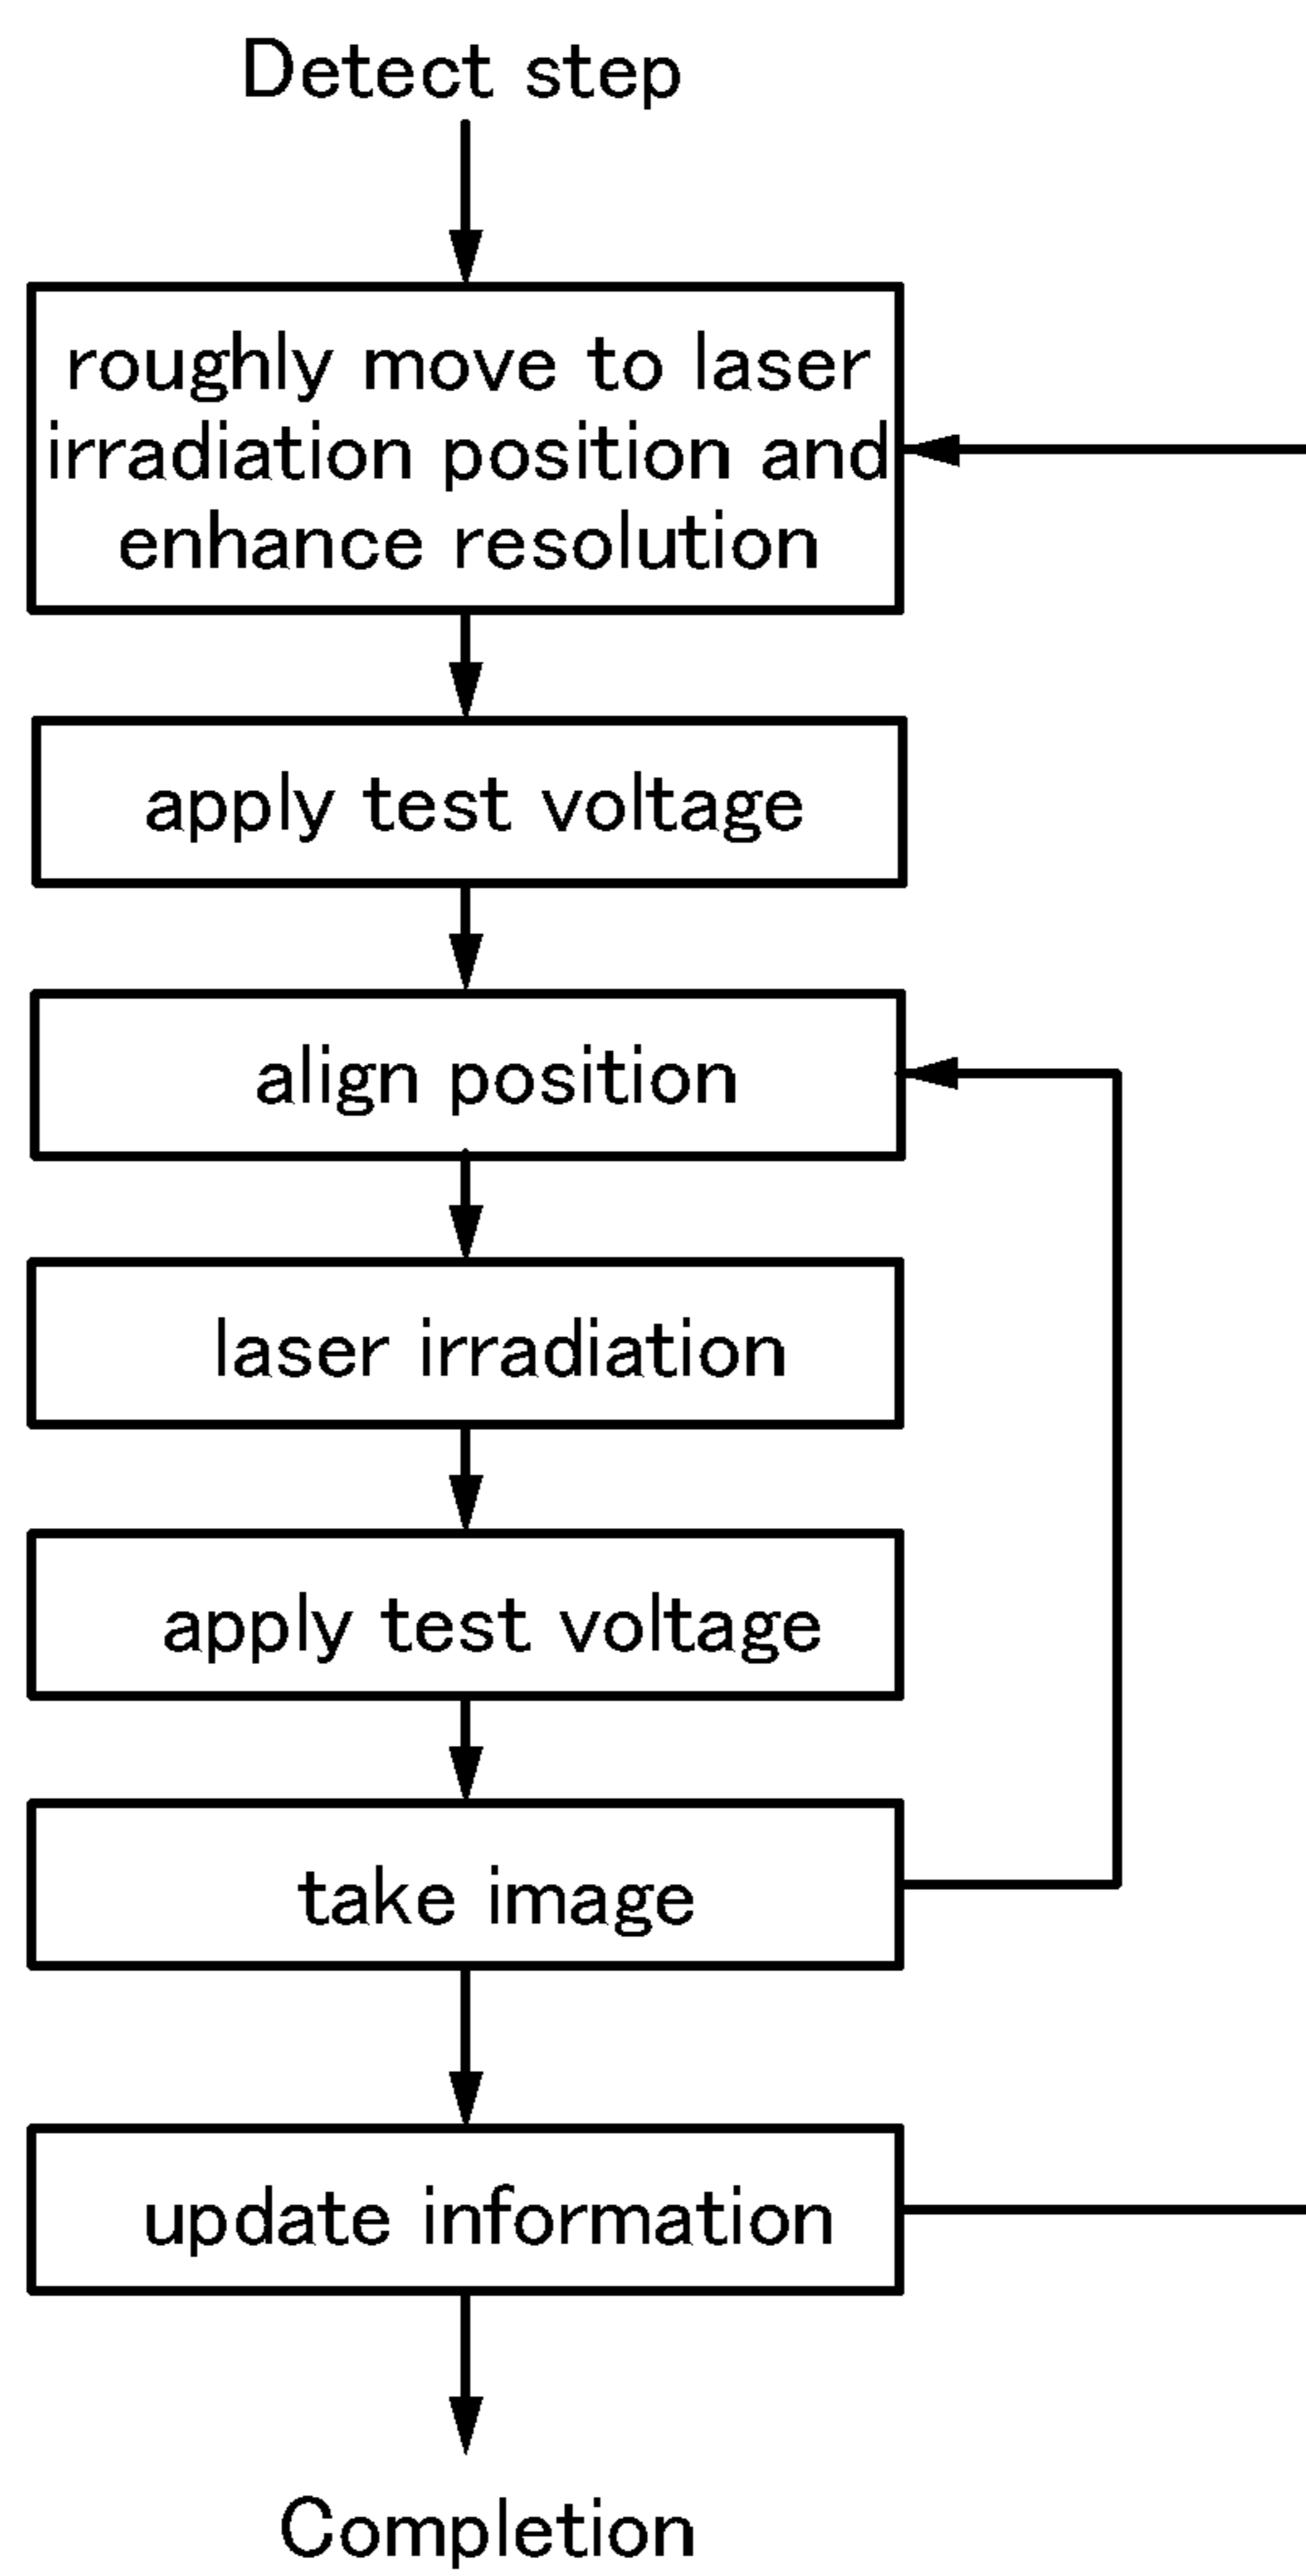 Detect step
roughly move to laser
irradiation position and
enhance resolution
apply test voltage
align position
laser irradiation
apply test voltage
take image
update information
Completion